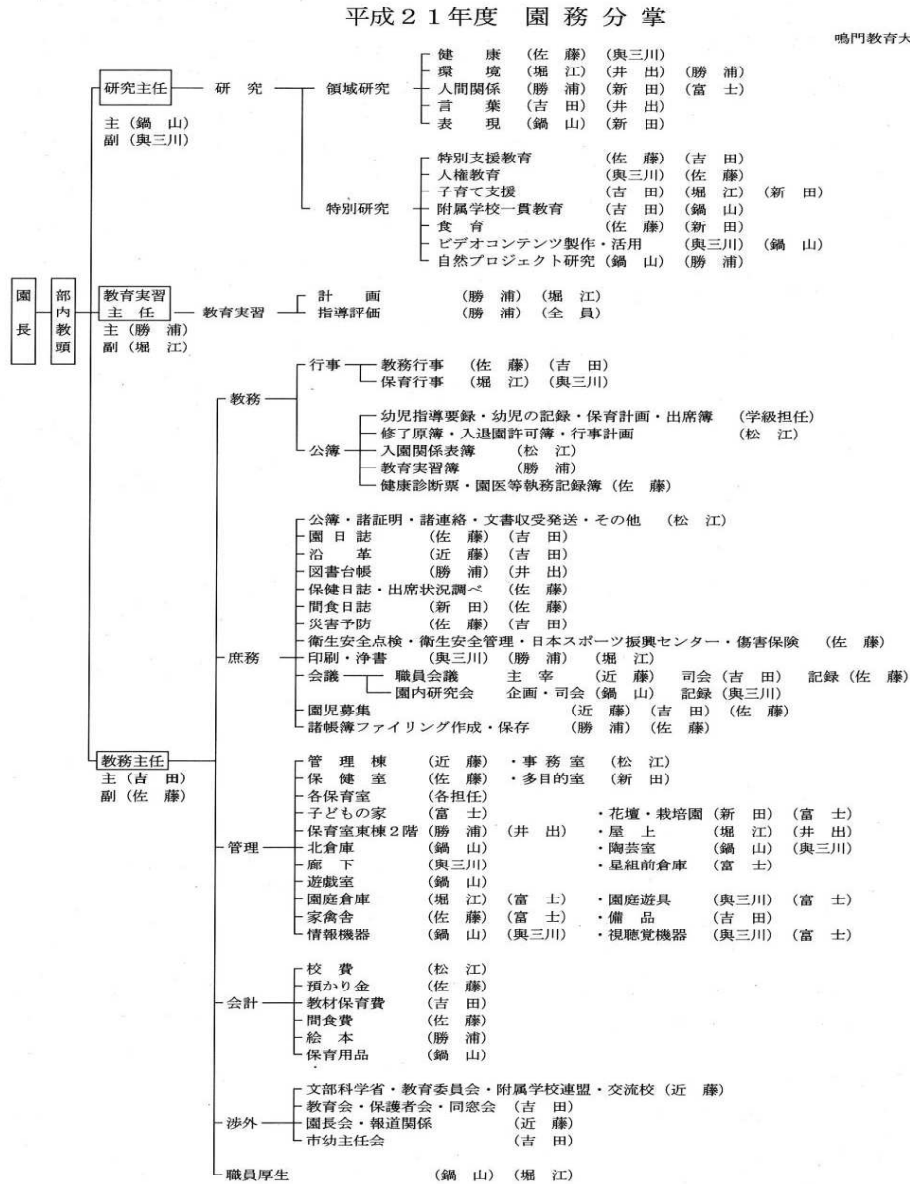 平成２１年度　園 務 分 掌
鳴門教育大
研究主任
主（鍋　山）
副（與三川）
研　究
領域研究
健　　康　（佐　藤）（與三川）
環　　境　（堀　江）（井　出）（勝　浦）
人間関係　（勝　浦）（新　田）（富　士）
言　　葉　（吉　田）（井　出）
表　　現　（鍋　山）（新　田）
特別研究
特別支援教育　（佐　藤）（吉　田）
人権教育　（與三川）（佐　藤）
子育て支援　（吉　田）（堀　江）（新　田）
附属学校一貫教育　（吉　田）（鍋　山）
食　育　（佐　藤）（新　田）
ビデオコンテンツ製作・活用　（與三川）（鍋　山）
自然プロジェクト研究（鍋　山）（勝　浦）
園長
部内教頭
教育実習
主　任
主（勝　浦）
副（堀　江）
教育実習
計　画　（勝　浦）（堀　江）
指導評価　（勝　浦）（全　員）
教務主任
主（吉　田）
副（佐　藤）
教務
行事
教務行事　（佐　藤）（吉　田）
保育行事　（堀　江）（與三川）
公簿
幼児指導要録・幼児の記録・保育計画・出席簿　（学級担任）
修了原簿・入退園許可簿・行事計画　（松　江）
入園関係表簿　（松　江）
教育実習簿　（勝　浦）
健康診断票・園医等執務記録簿（佐　藤）
庶務
公簿・諸証明・諸連絡・文書収受発送・その他　（松　江）
園 日 誌　（佐　藤）（吉　田）
沿　　革　（近　藤）（吉　田）
図書台帳　（勝　浦）（井　出）
保健日誌・出席状況調べ　（佐　藤）
間食日誌　（新　田）（佐　藤）
災害予防　（佐　藤）（吉　田）
衛生安全点検・衛生安全管理・日本スポーツ振興センター・傷害保険　（佐　藤）
印刷・浄書　（與三川）（勝　浦）（堀　江）
会議　職員会議　主　宰　（近　藤）　司会（吉　田）　記録（佐　藤）
園内研究会　企画・司会（鍋　山）　記録（與三川）
園児募集　（近　藤）（吉　田）（佐　藤）
諸帳簿ファイリング作成・保存　（勝　浦）（佐　藤）
管理
管 理 棟　（近　藤）・事 務 室　（松　江）
保 健 室　（佐　藤）・多目的室　（新　田）
各保育室　（各担任）
子どもの家　（富　士）　・花壇・栽培園（新　田）（富　士）
保育室東棟２階（勝　浦）（井　出）　・屋　上　（堀　江）（井　出）
北倉庫　（鍋　山）　・陶芸室　（鍋　山）（與三川）
廊　下　（與三川）　・星組前倉庫　（富　士）
遊戯室　（鍋　山）
園庭倉庫　（堀　江）（富　士）　・園庭遊具　（與三川）（富　士）
家禽舎　（佐　藤）（富　士）　・備　品　（吉　田）
情報機器　（鍋　山）（與三川）　・視聴覚機器　（與三川）（富　士）
会計
校　費　（松　江）
預かり金　（佐　藤）
教材保育費　（吉　田）
間食費　（佐　藤）
絵　本　（勝　浦）
保育用品　（鍋　山）
渉外
文部科学省・教育委員会・附属学校連盟・交流校（近　藤）
教育会・保護者会・同窓会　（吉　田）
園長会・報道関係　（近　藤）
市幼主任会　（吉　田）
職員厚生　（鍋　山）（堀　江）